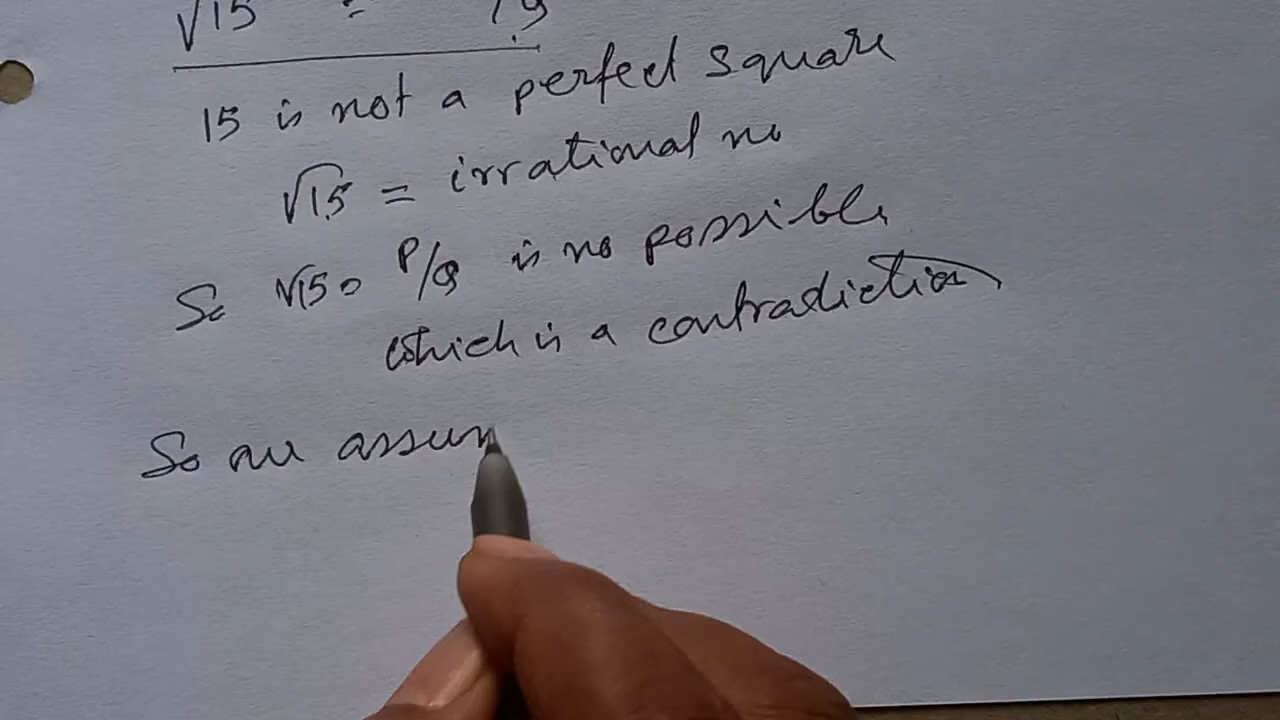 √15 = P/q
15 is not a perfect square
√15 = irrational no
So √15 = P/q is no possible
which is a contradiction
So our assum